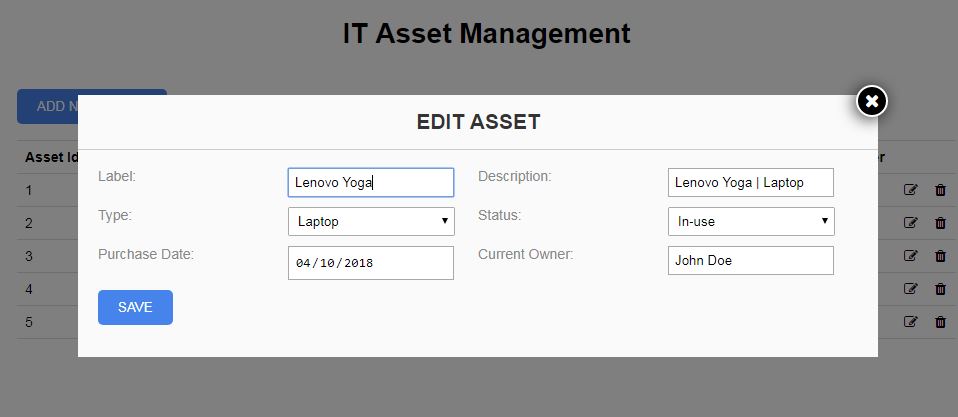 IT Asset Management
ADD N
EDIT ASSET
Asset Id
Label: Lenovo Yoga Description: Lenovo Yoga | Laptop
1
Type: Laptop Status: In-use
2
Purchase Date: 04/10/2018 Current Owner: John Doe
3
4
SAVE
5